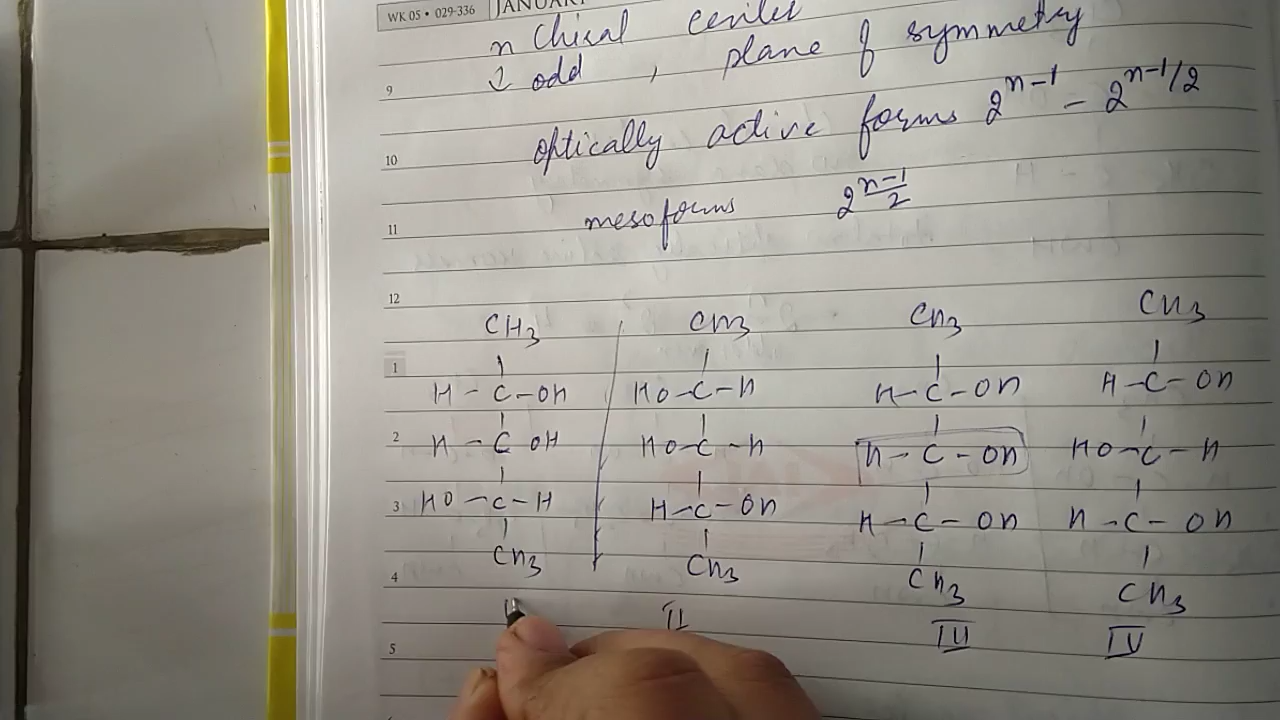 WK 05 • 029-336 JANUARY
n Chiral center
9 2 odd, plane of symmetry
10 optically active forms 2^n-1 - 2^n-1/2
11 mesoforms 2^n-1/2
12
CH3 CH3 CH3 CH3
1 H-C-OH HO-C-H H-C-OH H-C-OH
2 H-C OH HO-C-H H-C-OH HO-C-H
3 HO-C-H H-C-OH H-C-OH H-C-OH
4 CH3 CH3 CH3 CH3
5 II III IV